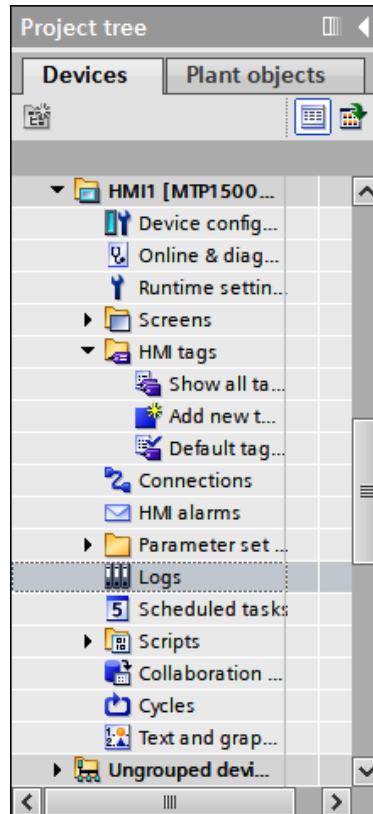 Project tree
Devices
Plant objects
HMI1 [MTP1500...
Device config...
Online & diag...
Runtime settin...
Screens
HMI tags
Show all ta...
Add new t...
Default tag...
Connections
HMI alarms
Parameter set ...
Logs
5 Scheduled tasks
Scripts
Collaboration ...
Cycles
Text and grap...
Ungrouped devi...